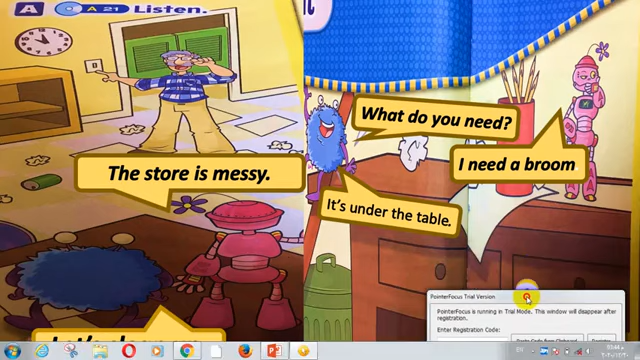 A
A 21
Listen.
What do you need?
The store is messy.
I need a broom
It's under the table.
PointerFocus Trial Version
PointerFocus is running in Trial Mode. This window will disappear after
registration.
Enter Registration Code:
EN